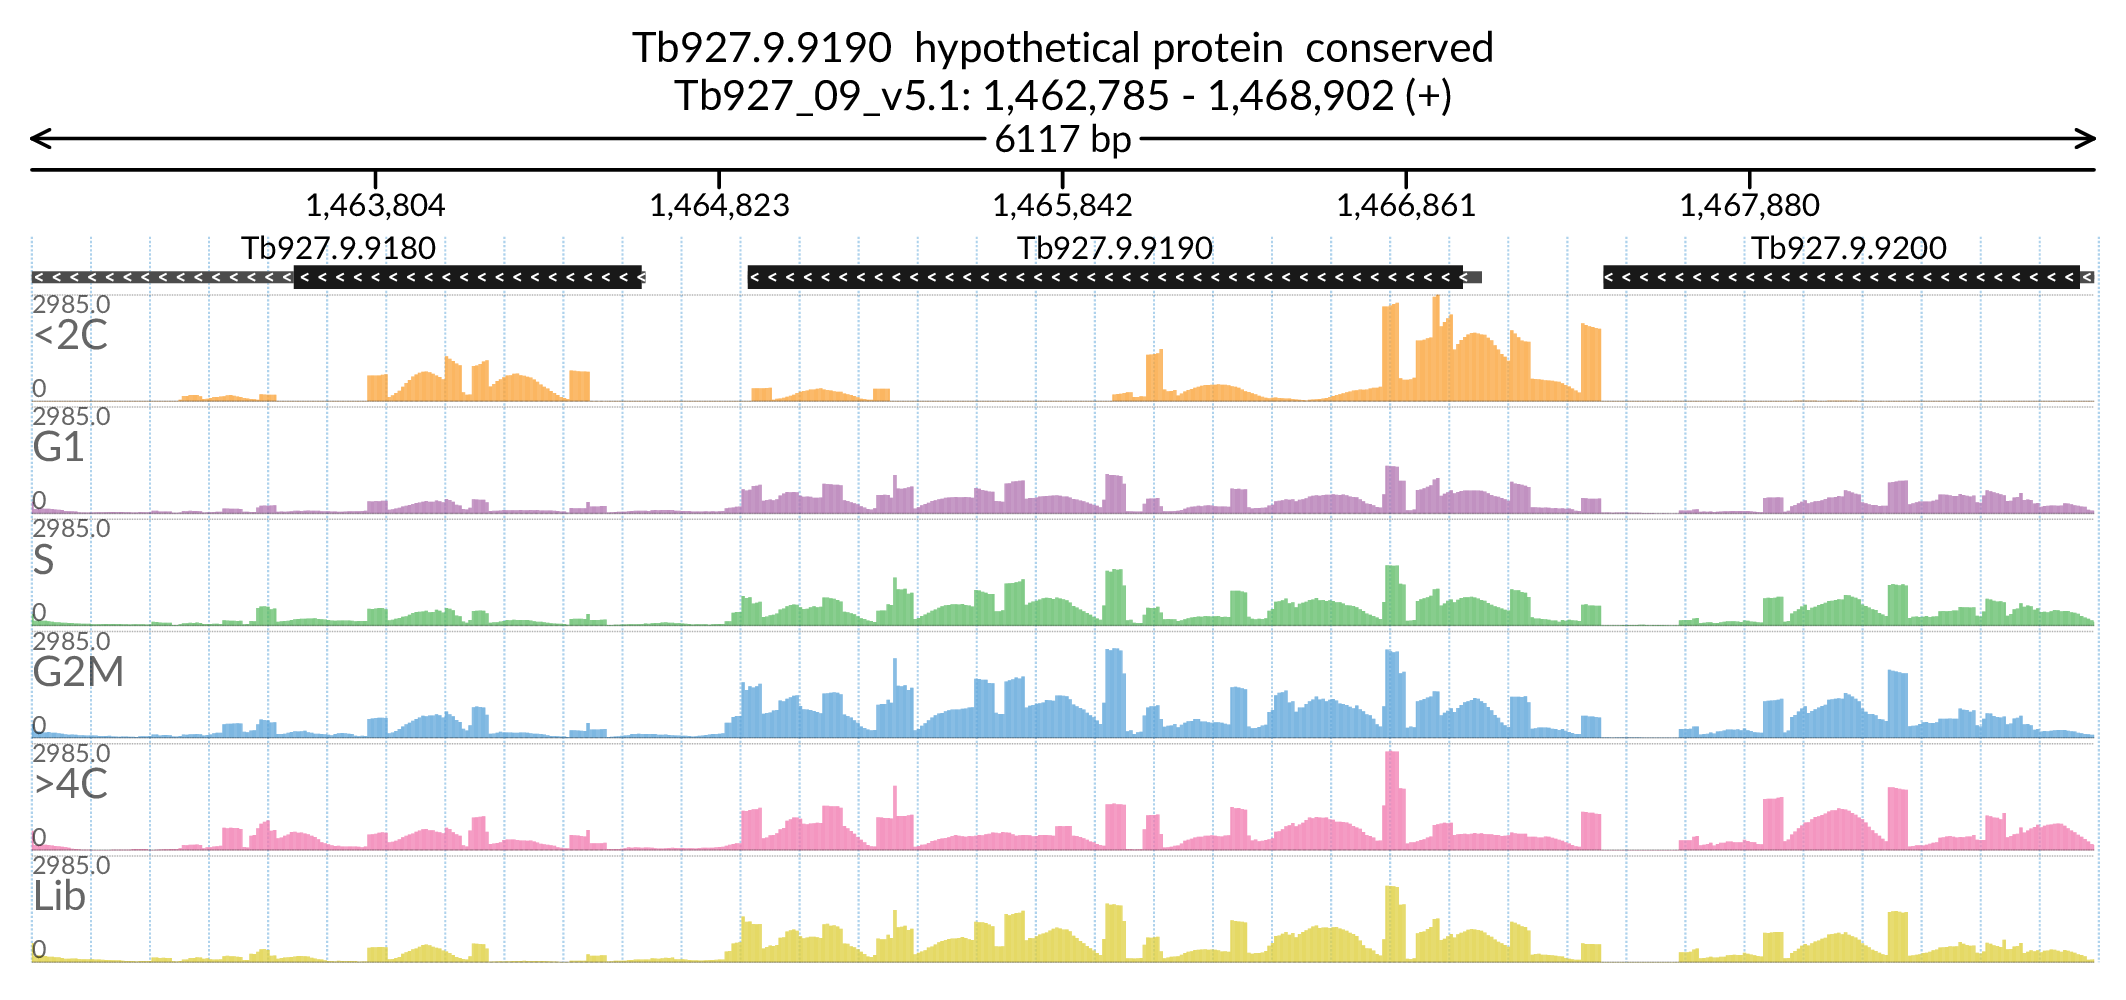 Tb927.9.9190  hypothetical protein  conserved
Tb927_09_v5.1: 1,462,785 - 1,468,902 (+)
6117 bp
1,463,804 1,464,823 1,465,842 1,466,861 1,467,880
Tb927.9.9180 Tb927.9.9190 Tb927.9.9200
2985.0
<2C
0
2985.0
G1
0
2985.0
S
0
2985.0
G2M
0
2985.0
>4C
0
2985.0
Lib
0